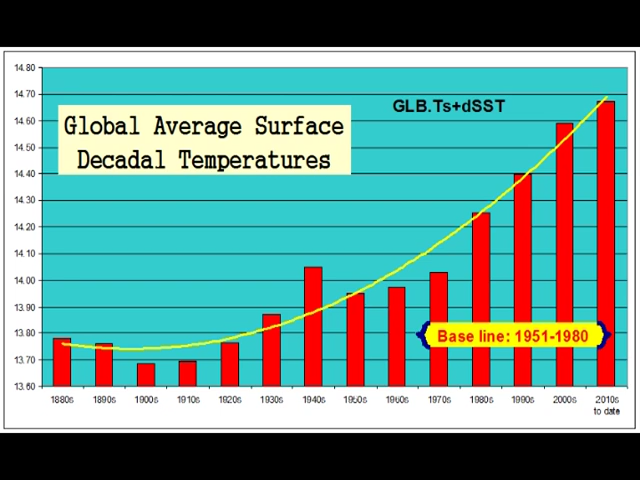 14.80
14.70
14.60
14.50
14.40
14.30
14.20
14.10
14.00
13.90
13.80
13.70
13.60
GLB.Ts+dSST
Global Average Surface
Decadal Temperatures
Base line: 1951-1980
1880s 1890s 1900s 1910s 1920s 1930s 1940s 1950s 1960s 1970s 1980s 1990s 2000s 2010s
to date